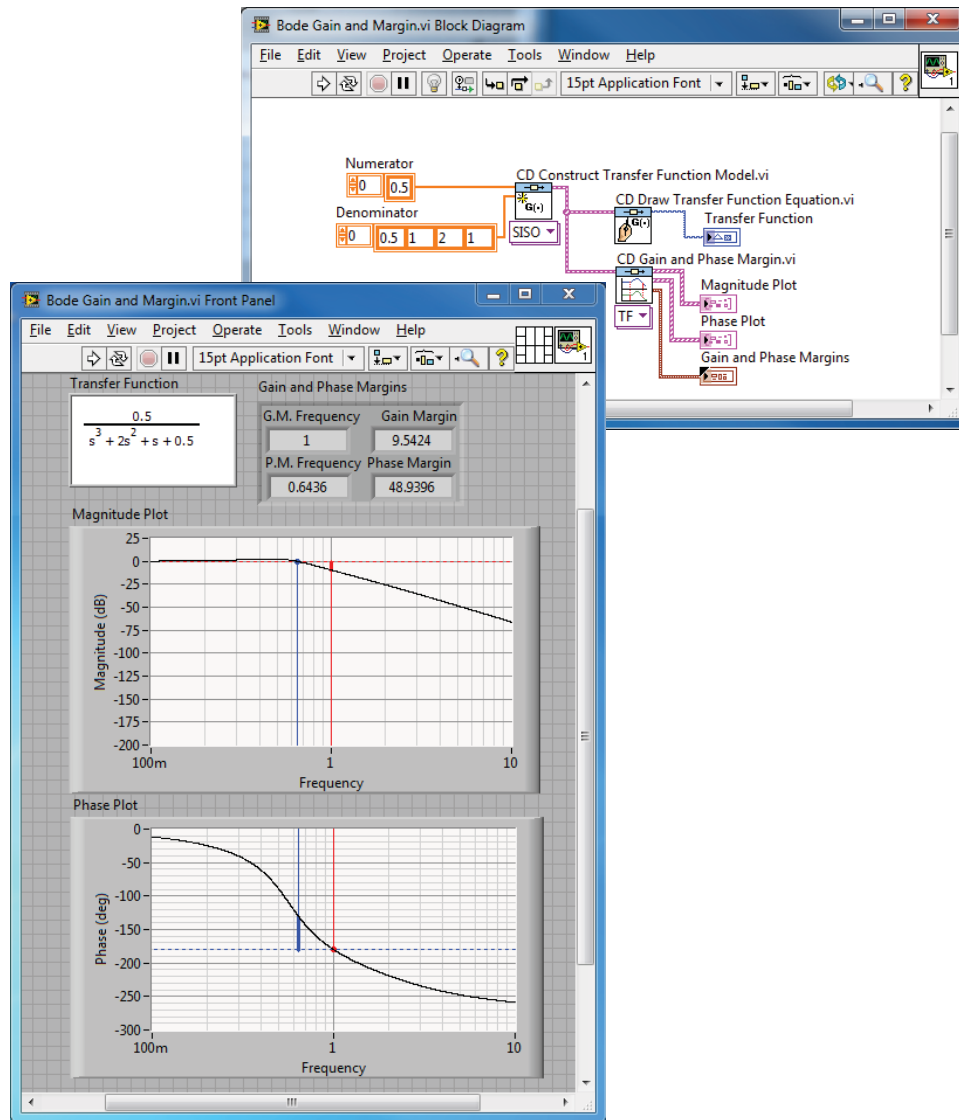 Bode Gain and Margin.vi Block Diagram
File Edit View Project Operate Tools Window Help
15pt Application Font
1
Numerator
0 0.5
Denominator
0 0.5 1 2 1
CD Construct Transfer Function Model.vi
G(·)
SISO
CD Draw Transfer Function Equation.vi
G(·)
Transfer Function
CD Gain and Phase Margin.vi
TF
Magnitude Plot
Phase Plot
Gain and Phase Margins
Bode Gain and Margin.vi Front Panel
File Edit View Project Operate Tools Window Help
15pt Application Font
1
Transfer Function
0.5
s^3 + 2s^2 + s + 0.5
Gain and Phase Margins
G.M. Frequency Gain Margin
1 9.5424
P.M. Frequency Phase Margin
0.6436 48.9396
Magnitude Plot
Magnitude (dB)
25
0
-25
-50
-75
-100
-125
-150
-175
-200
100m 1 10
Frequency
Phase Plot
Phase (deg)
0
-50
-100
-150
-200
-250
-300
100m 1 10
Frequency